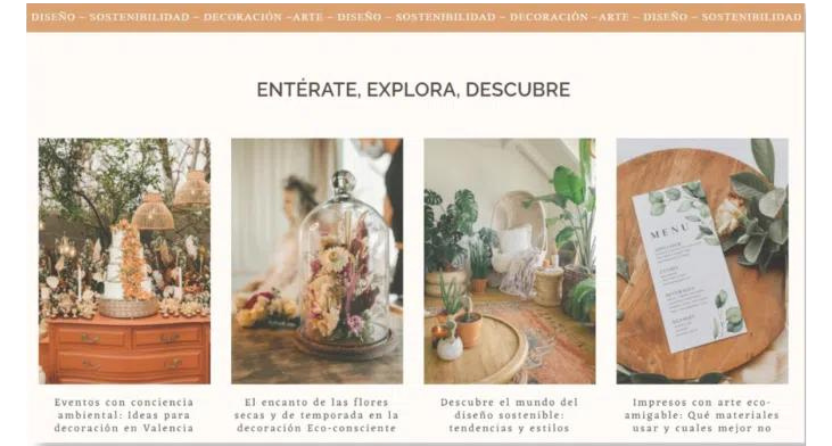 DISEÑO – SOSTENIBILIDAD – DECORACIÓN –ARTE – DISEÑO – SOSTENIBILIDAD – DECORACIÓN –ARTE – DISEÑO – SOSTENIBILIDAD
ENTÉRATE, EXPLORA, DESCUBRE
MENU
Eventos con conciencia
ambiental: Ideas para
decoración en Valencia
El encanto de las flores
secas y de temporada en la
decoración Eco-consciente
Descubre el mundo del
diseño sostenible:
tendencias y estilos
Impresos con arte eco-
amigable: Qué materiales
usar y cuales mejor no